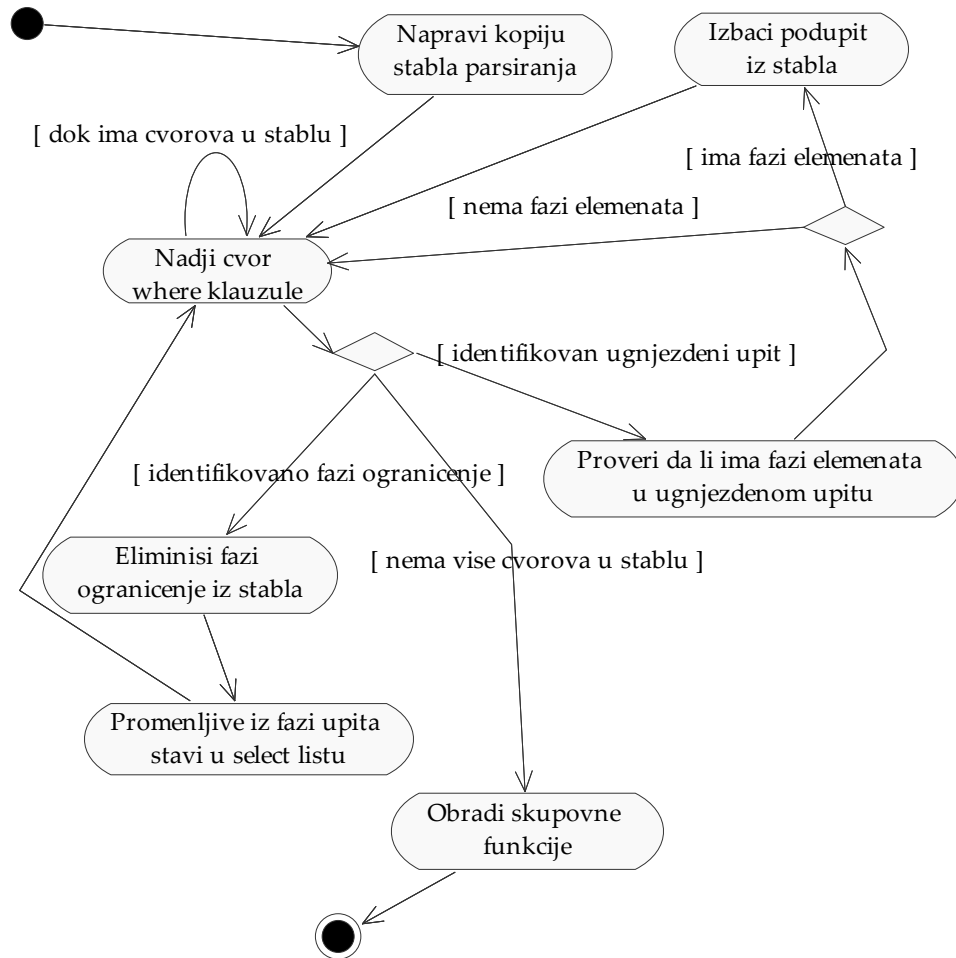 Napravi kopiju
stabla parsiranja
Izbaci podupit
iz stabla
[ dok ima cvorova u stablu ]
[ ima fazi elemenata ]
[ nema fazi elemenata ]
Nadji cvor
where klauzule
[ identifikovan ugnjezdeni upit ]
[ identifikovano fazi ogranicenje ]
Proveri da li ima fazi elemenata
u ugnjezdenom upitu
Eliminisi fazi
ogranicenje iz stabla
[ nema vise cvorova u stablu ]
Promenljive iz fazi upita
stavi u select listu
Obradi skupovne
funkcije